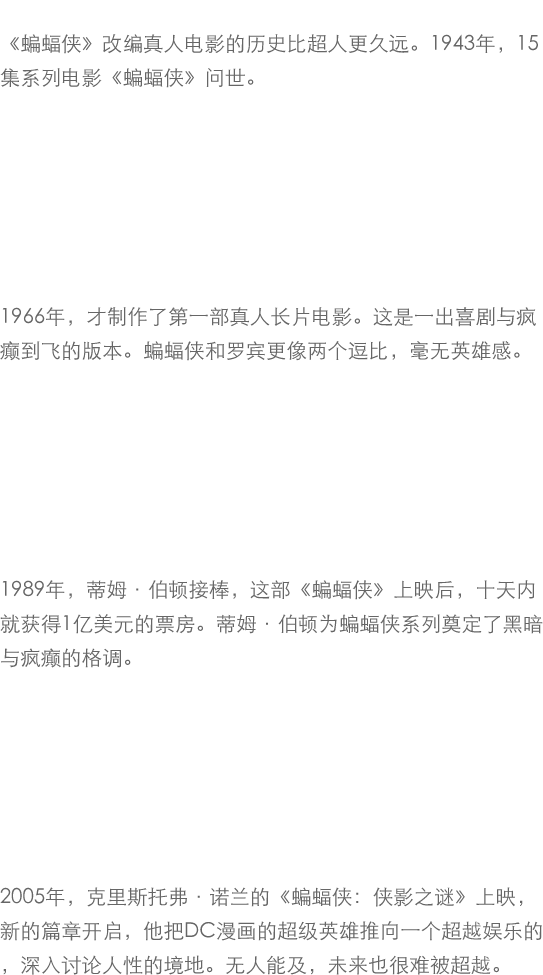 《蝙蝠侠》改编真人电影的历史比超人更久远。1943年，15
集系列电影《蝙蝠侠》问世。
1966年，才制作了第一部真人长片电影。这是一出喜剧与疯
癫到飞的版本。蝙蝠侠和罗宾更像两个逗比，毫无英雄感。
1989年，蒂姆·伯顿接棒，这部《蝙蝠侠》上映后，十天内
就获得1亿美元的票房。蒂姆·伯顿为蝙蝠侠系列奠定了黑暗
与疯癫的格调。
2005年，克里斯托弗·诺兰的《蝙蝠侠：侠影之谜》上映，
新的篇章开启，他把DC漫画的超级英雄推向一个超越娱乐的
，深入讨论人性的境地。无人能及，未来也很难被超越。